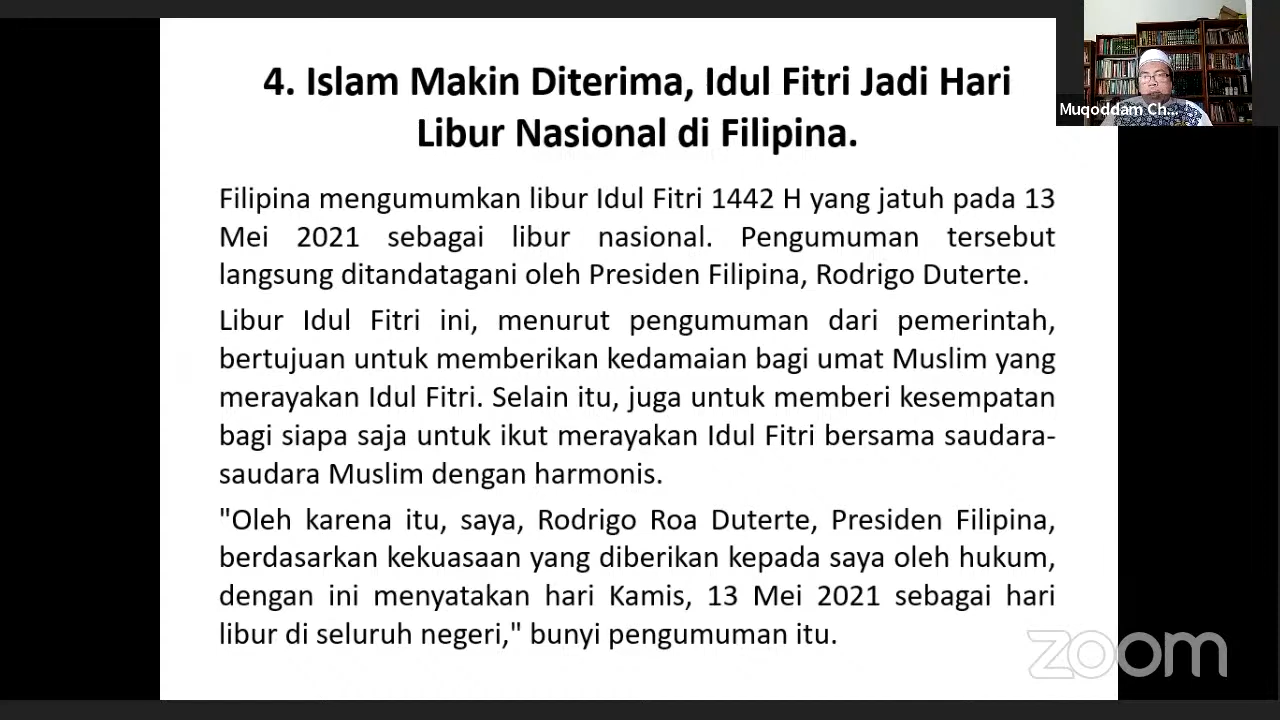 4. Islam Makin Diterima, Idul Fitri Jadi Hari
Libur Nasional di Filipina.
Muqoddam Ch...
Filipina mengumumkan libur Idul Fitri 1442 H yang jatuh pada 13
Mei 2021 sebagai libur nasional. Pengumuman tersebut
langsung ditandatagani oleh Presiden Filipina, Rodrigo Duterte.
Libur Idul Fitri ini, menurut pengumuman dari pemerintah,
bertujuan untuk memberikan kedamaian bagi umat Muslim yang
merayakan Idul Fitri. Selain itu, juga untuk memberi kesempatan
bagi siapa saja untuk ikut merayakan Idul Fitri bersama saudara-
saudara Muslim dengan harmonis.
"Oleh karena itu, saya, Rodrigo Roa Duterte, Presiden Filipina,
berdasarkan kekuasaan yang diberikan kepada saya oleh hukum,
dengan ini menyatakan hari Kamis, 13 Mei 2021 sebagai hari
libur di seluruh negeri," bunyi pengumuman itu.
zoom